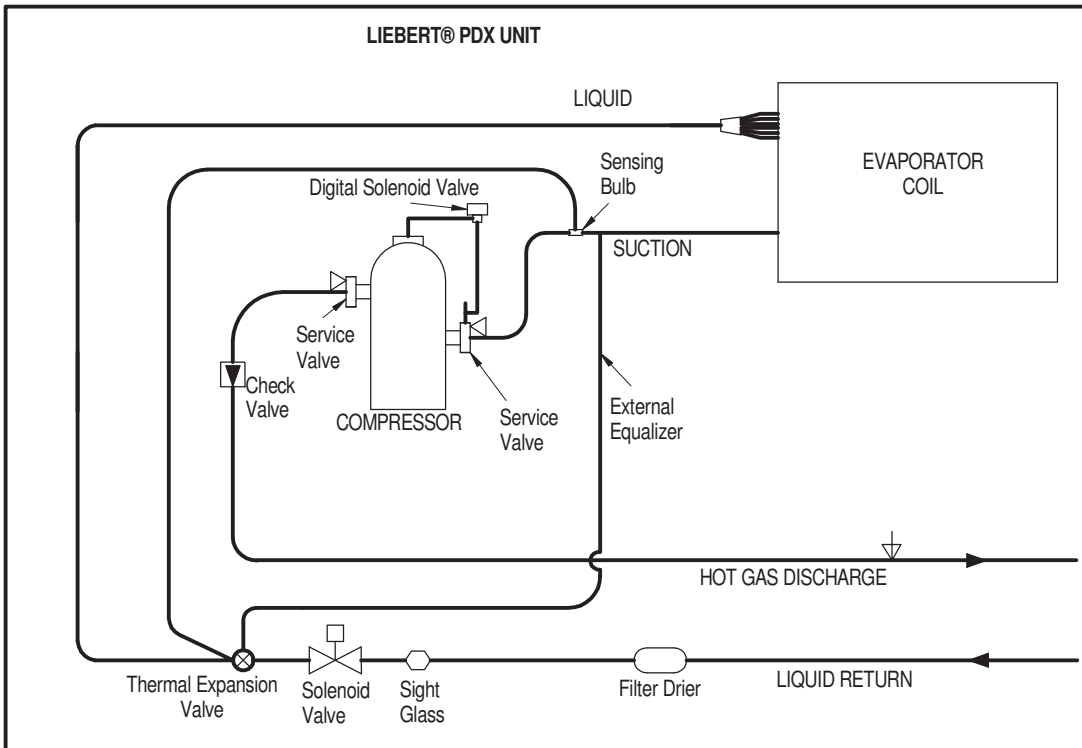 LIEBERT® PDX UNIT
LIQUID
EVAPORATOR
COIL
Sensing
Bulb
Digital Solenoid Valve
SUCTION
Service
Valve
Check
Valve
COMPRESSOR
Service
Valve
External
Equalizer
HOT GAS DISCHARGE
Thermal Expansion
Valve
Solenoid
Valve
Sight
Glass
Filter Drier
LIQUID RETURN